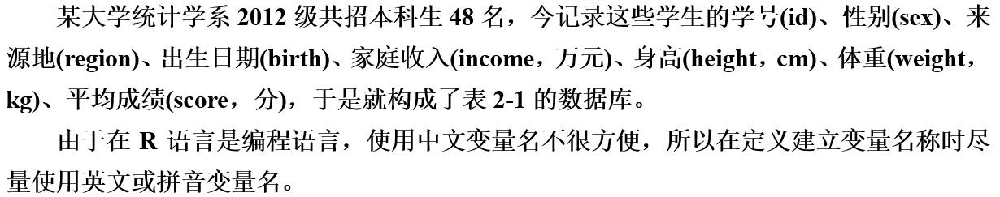 某大学统计学系 2012 级共招本科生 48 名，今记录这些学生的学号(id)、性别(sex)、来
源地(region)、出生日期(birth)、家庭收入(income，万元)、身高(height，cm)、体重(weight，
kg)、平均成绩(score，分)，于是就构成了表 2-1 的数据库。
由于在 R 语言是编程语言，使用中文变量名不很方便，所以在定义建立变量名称时尽
量使用英文或拼音变量名。